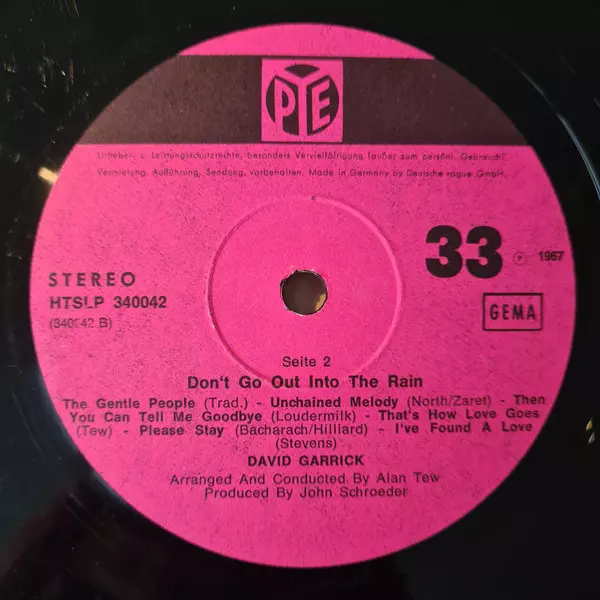 PYE
Urheber- u. Leistungsschutzrechte, besonders Vervielfältigung (außer zum persönl. Gebrauch)
Vermietung, Aufführung, Sendung, vorbehalten. Made in Germany by Deutsche vogue GmbH.
33 ℗ 1967
STEREO
HTSLP 340042
(340042 B)
GEMA
Seite 2
Don't Go Out Into The Rain
The Gentle People (Trad.) - Unchained Melody (North/Zaret) - Then
You Can Tell Me Goodbye (Loudermilk) - That's How Love Goes
(Tew) - Please Stay (Bacharach/Hilliard) - I've Found A Love
(Stevens)
DAVID GARRICK
Arranged And Conducted By Alan Tew
Produced By John Schroeder